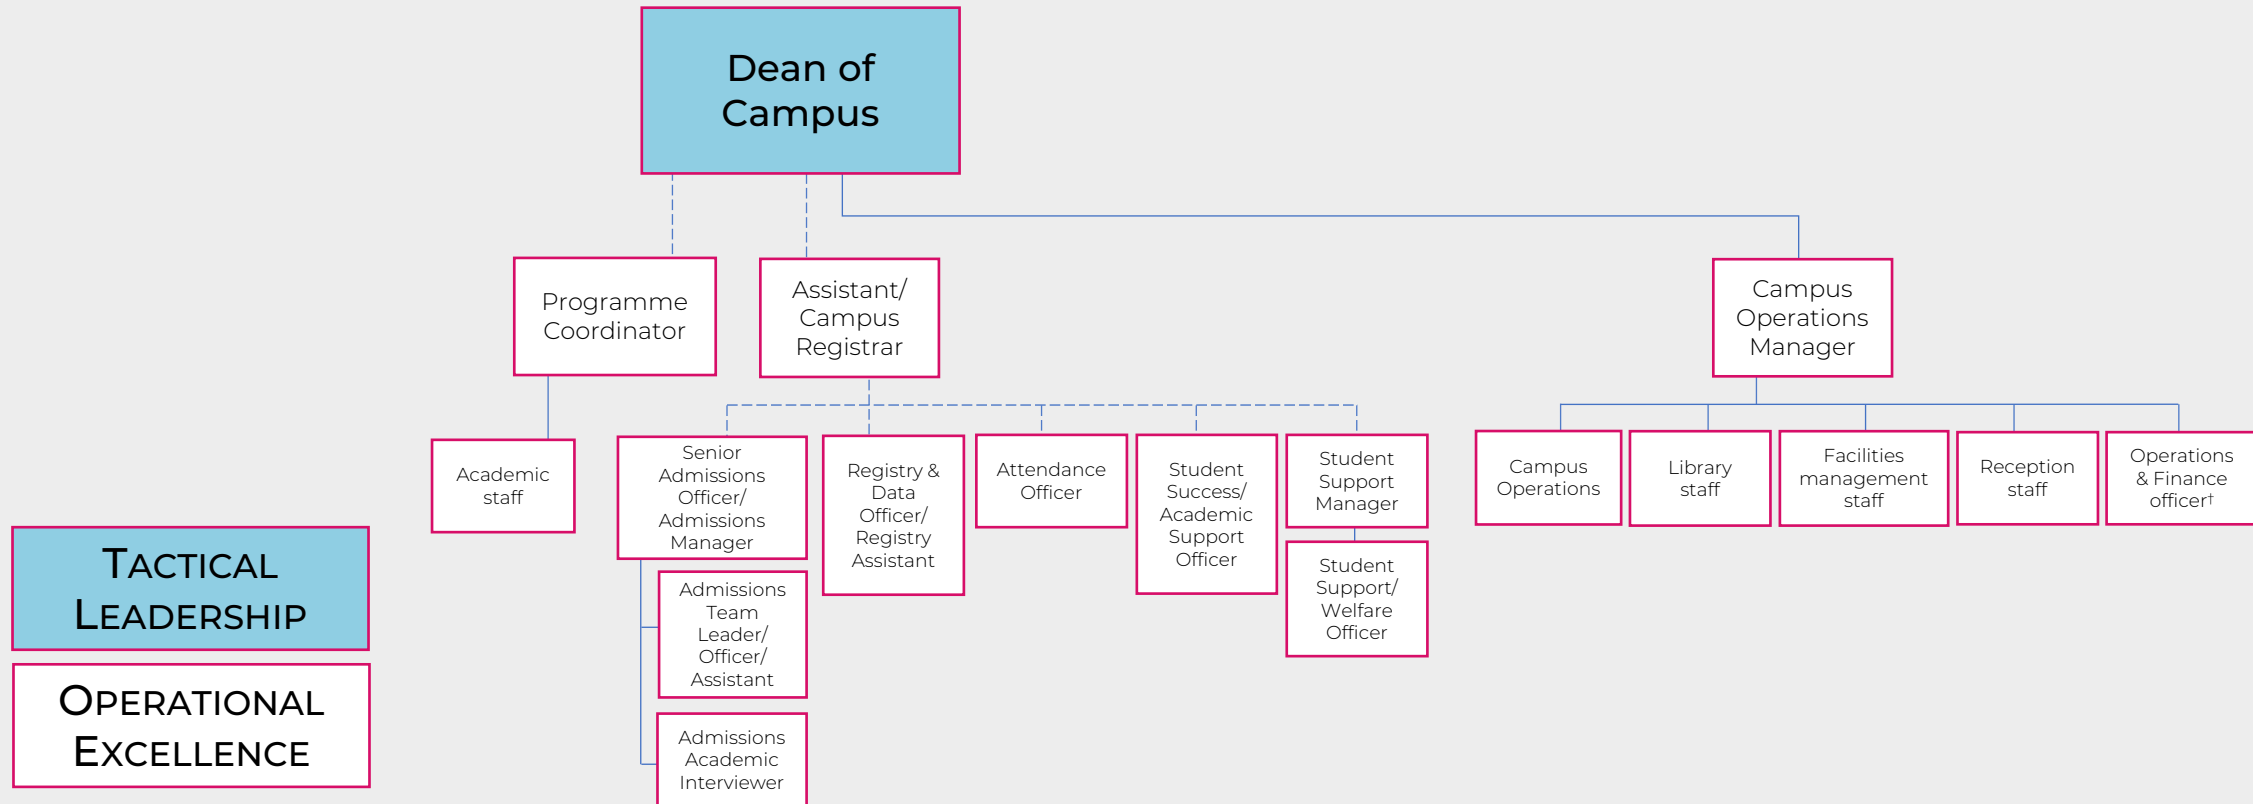 Dean of
Campus
Programme
Coordinator
Assistant/
Campus
Registrar
Campus
Operations
Manager
Academic
staff
Senior
Admissions
Officer/
Admissions
Manager
Registry &
Data
Officer/
Registry
Assistant
Attendance
Officer
Student
Success/
Academic
Support
Officer
Student
Support
Manager
Campus
Operations
Library
staff
Facilities
management
staff
Reception
staff
Operations
& Finance
officer†
Admissions
Team
Leader/
Officer/
Assistant
Student
Support/
Welfare
Officer
Admissions
Academic
Interviewer
TACTICAL
LEADERSHIP
OPERATIONAL
EXCELLENCE